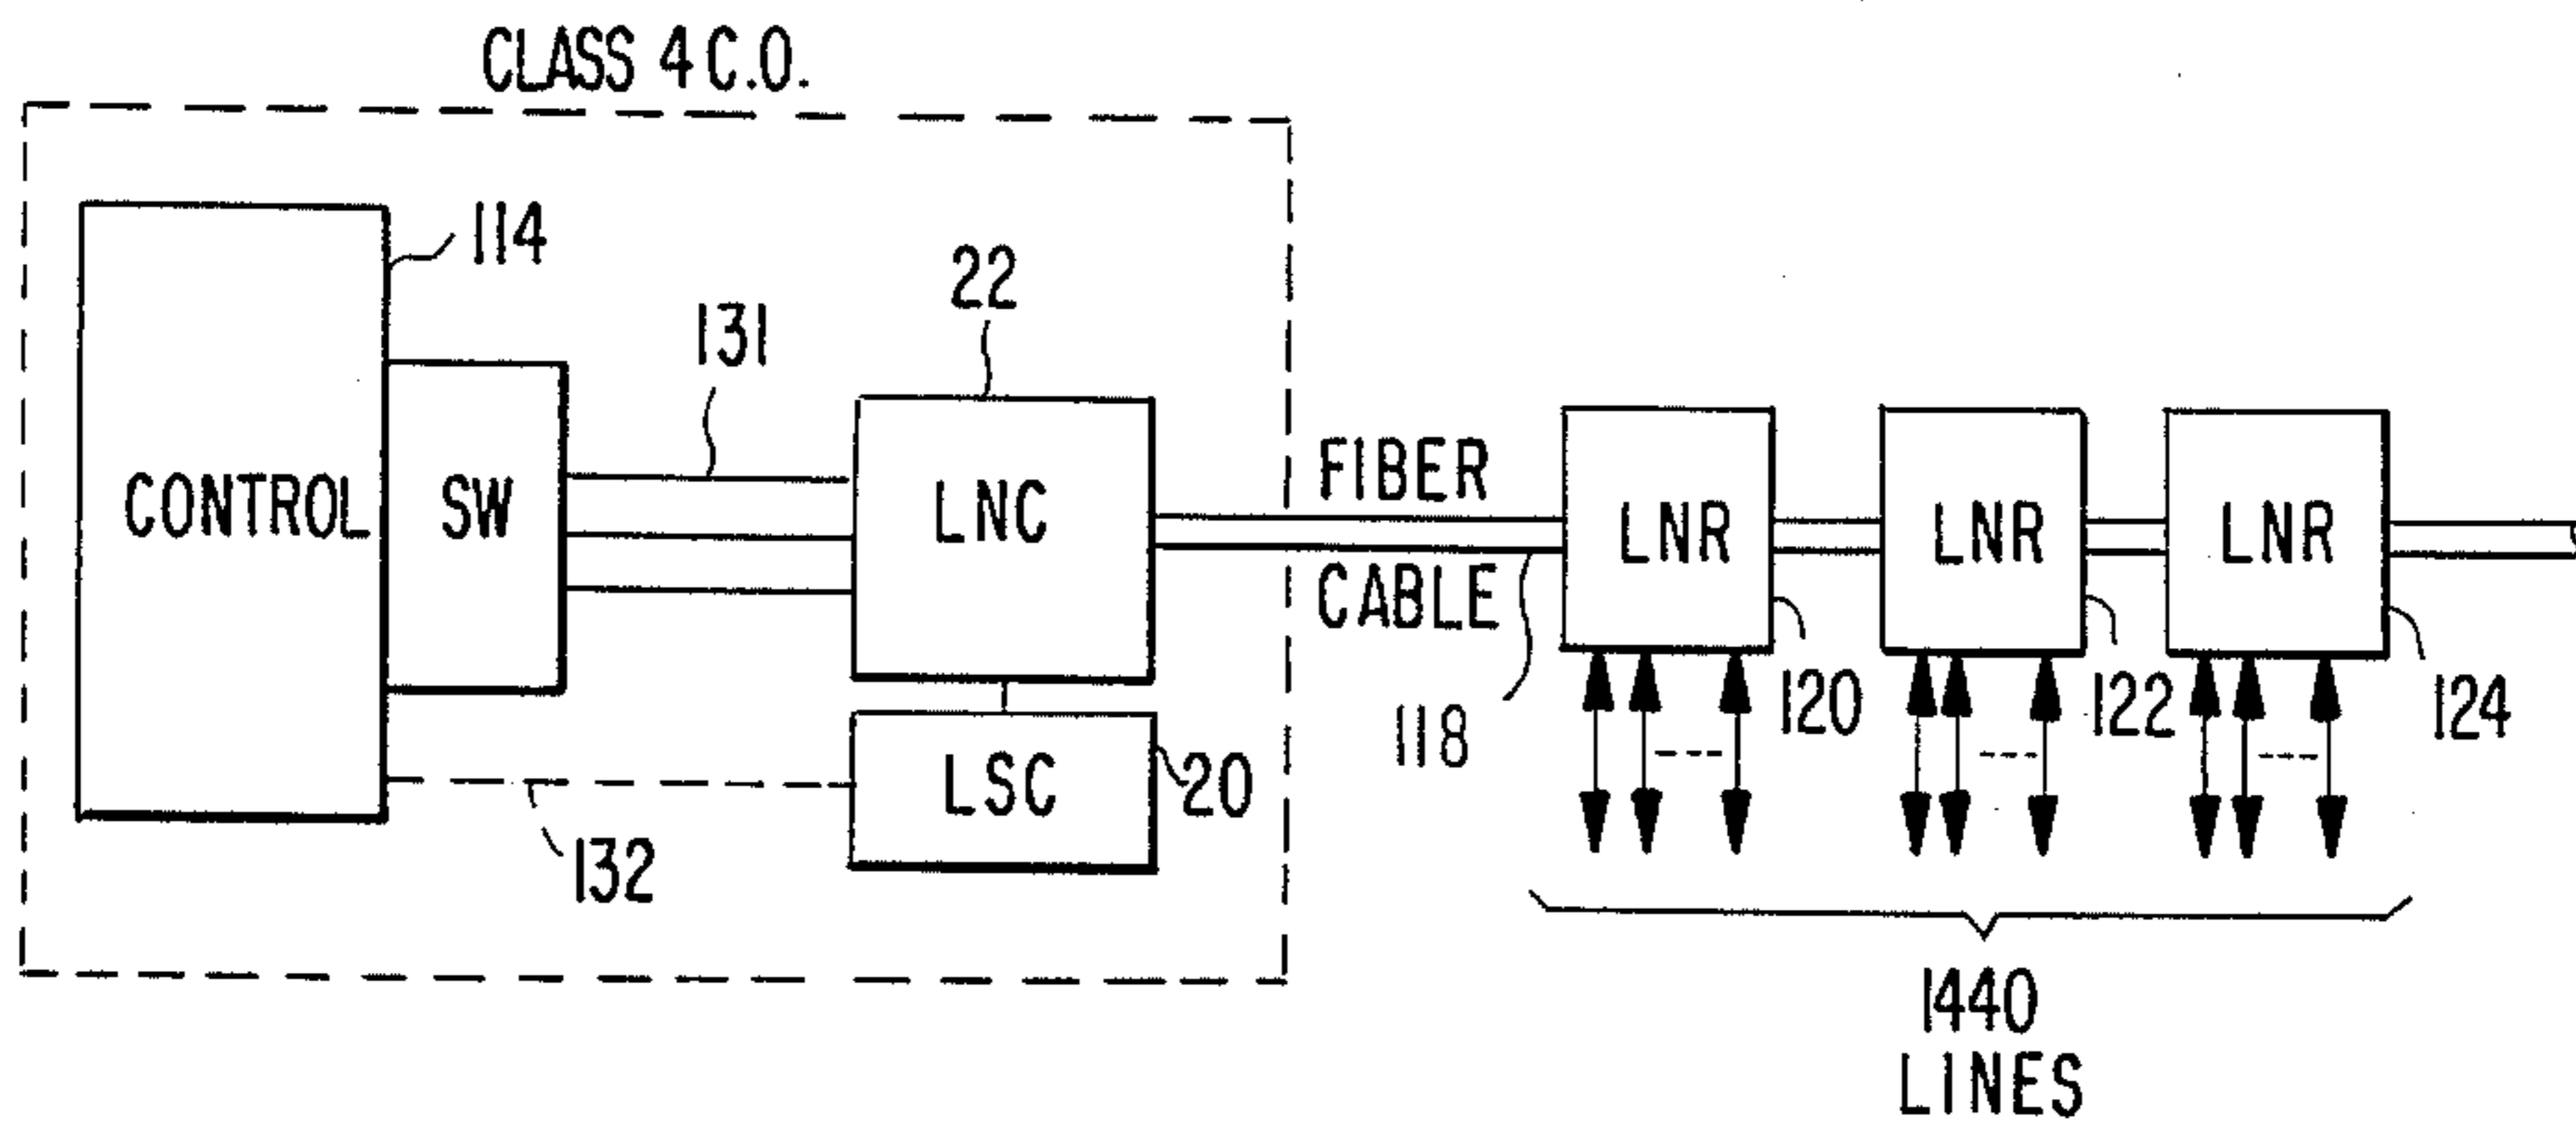 CLASS 4 C.O.
114
22
131
CONTROL
SW
LNC
FIBER
CABLE
LNR
LNR
LNR
118
120
122
124
LSC
20
132
1440
LINES